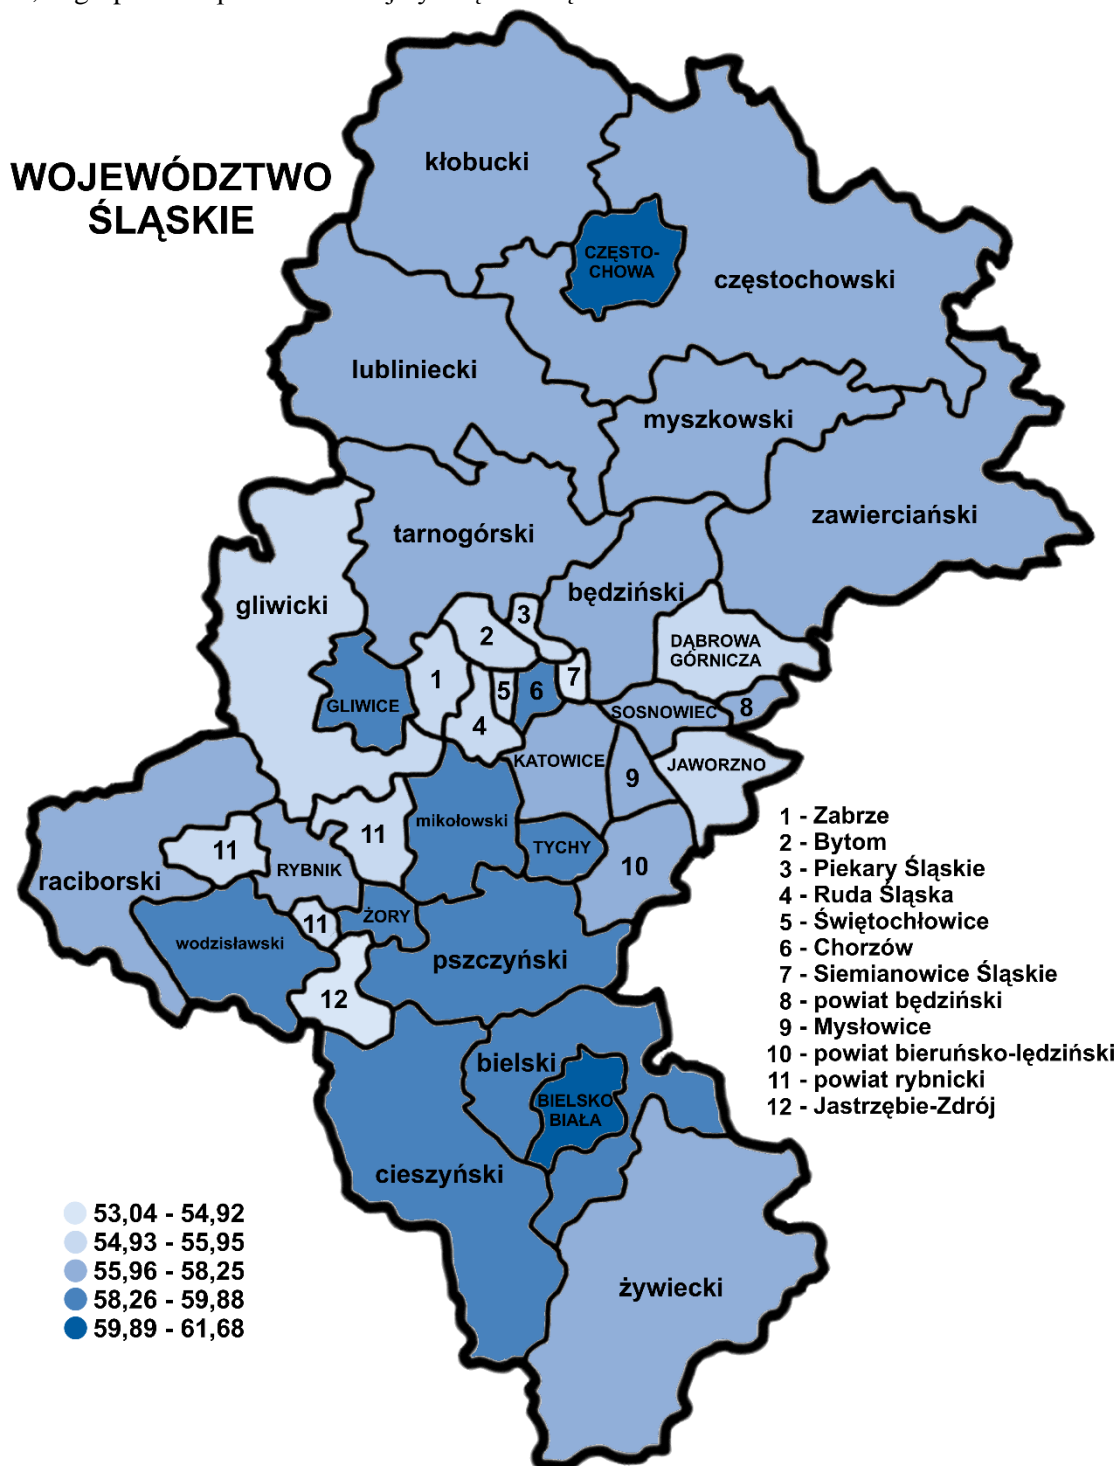 WOJEWÓDZTWO
ŚLĄSKIE
kłobucki
CZĘSTO-
CHOWA
częstochowski
lubliniecki
myszkowski
zawierciański
tarnogórski
będziński
gliwicki
3
2
DĄBROWA
GÓRNICZA
1
7
5
6
GLIWICE
4
SOSNOWIEC
8
KATOWICE
9
JAWORZNO
mikołowski
11
11
TYCHY
RYBNIK
10
raciborski
11
ŻORY
wodzisławski
pszczyński
12
bielski
BIELSKO
BIAŁA
cieszyński
żywiecki
1 - Zabrze
2 - Bytom
3 - Piekary Śląskie
4 - Ruda Śląska
5 - Świętochłowice
6 - Chorzów
7 - Siemianowice Śląskie
8 - powiat będziński
9 - Mysłowice
10 - powiat bieruńsko-lędziński
11 - powiat rybnicki
12 - Jastrzębie-Zdrój
53,04 - 54,92
54,93 - 55,95
55,96 - 58,25
58,26 - 59,88
59,89 - 61,68